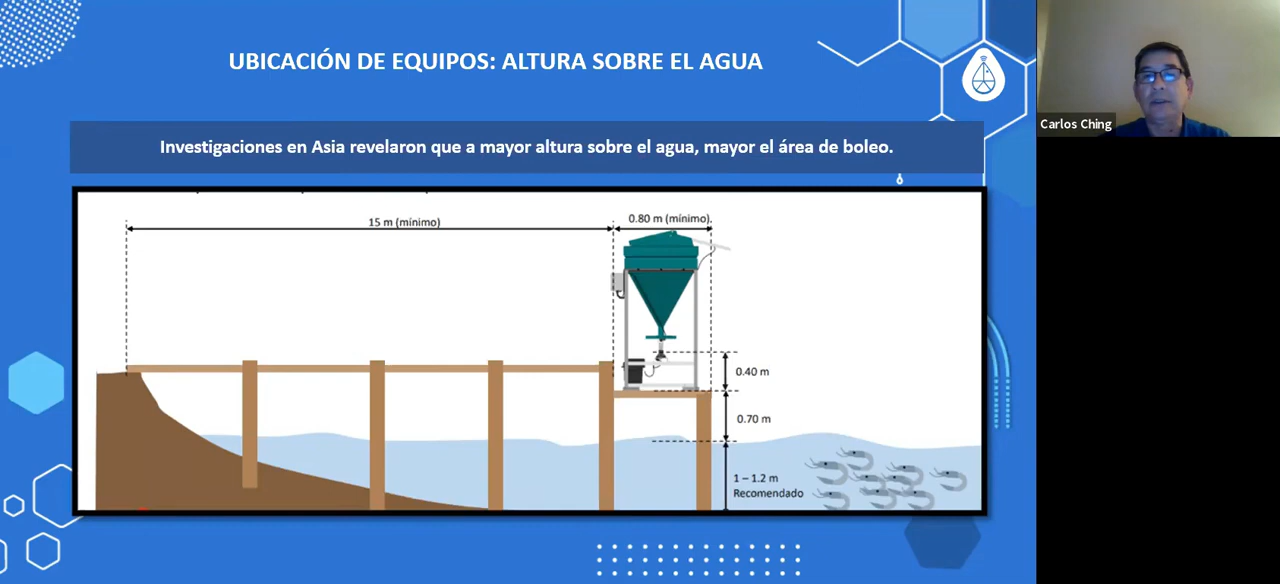 UBICACIÓN DE EQUIPOS: ALTURA SOBRE EL AGUA
Carlos Ching
Investigaciones en Asia revelaron que a mayor altura sobre el agua, mayor el área de boleo.
15 m (mínimo)
0.80 m (mínimo).
0.40 m
0.70 m
1 – 1.2 m
Recomendado